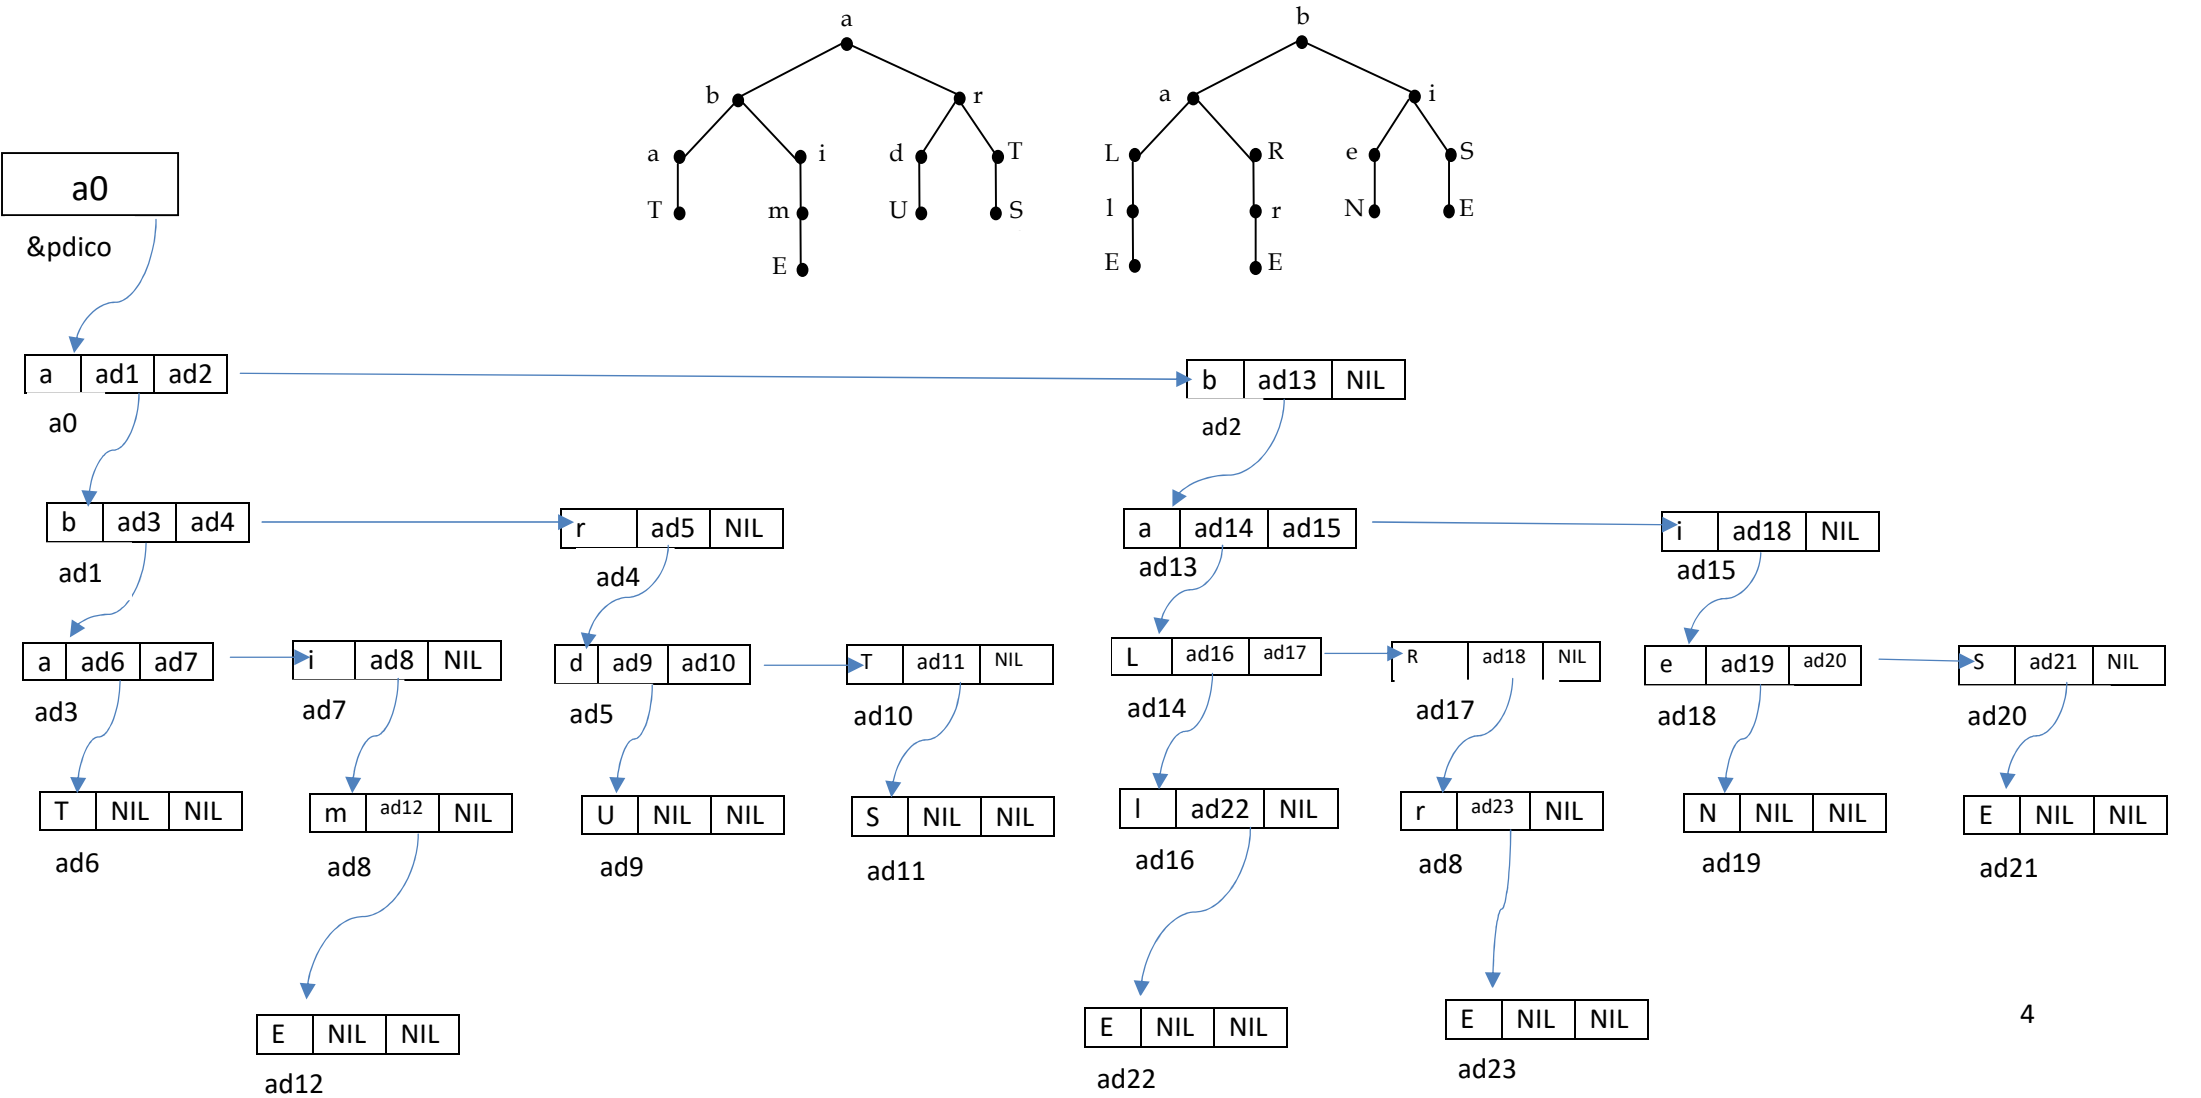 a b
b r a i
a i d T L R e S
T m U S l r N E
E E E
a0
&pdico
a ad1 ad2 b ad13 NIL
a0 ad2
b ad3 ad4 r ad5 NIL a ad14 ad15 i ad18 NIL
ad1 ad4 ad13 ad15
a ad6 ad7 i ad8 NIL d ad9 ad10 T ad11 NIL L ad16 ad17 R ad18 NIL e ad19 ad20 S ad21 NIL
ad3 ad7 ad5 ad10 ad14 ad17 ad18 ad20
T NIL NIL m ad12 NIL U NIL NIL S NIL NIL l ad22 NIL r ad23 NIL N NIL NIL E NIL NIL
ad6 ad8 ad9 ad11 ad16 ad8 ad19 ad21
E NIL NIL E NIL NIL E NIL NIL 4
ad12 ad22 ad23